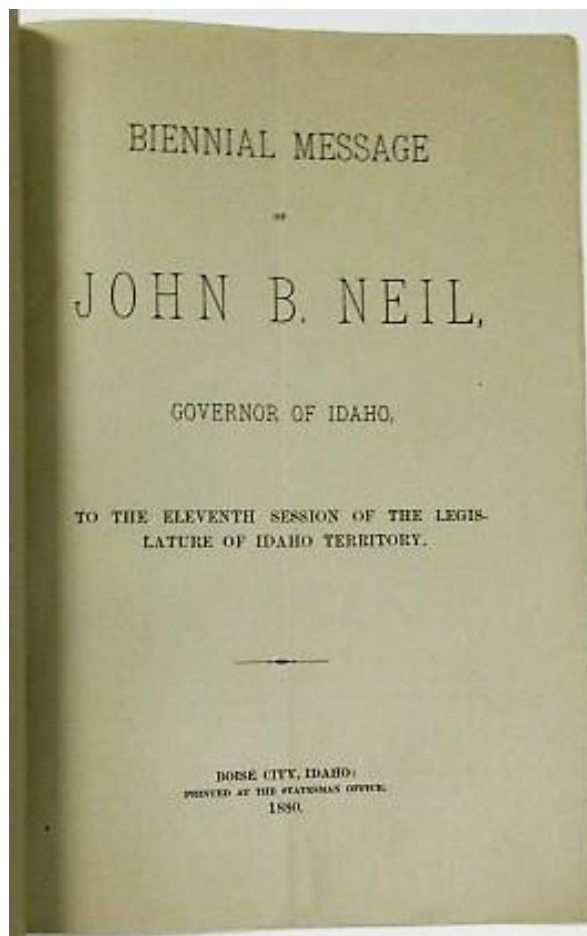 BIENNIAL MESSAGE
OF
JOHN B. NEIL,
GOVERNOR OF IDAHO,
TO THE ELEVENTH SESSION OF THE LEGIS-
LATURE OF IDAHO TERRITORY.
BOISE CITY, IDAHO:
PRINTED AT THE STATESMAN OFFICE.
1880.